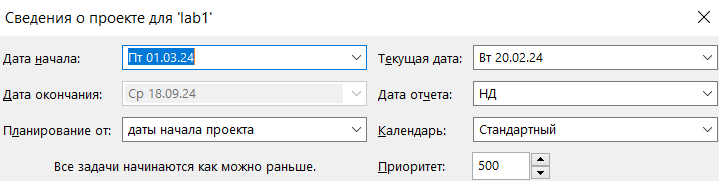 Сведения о проекте для 'lab1'
Дата начала: Пт 01.03.24 Текущая дата: Вт 20.02.24
Дата окончания: Ср 18.09.24 Дата отчета: НД
Планирование от: даты начала проекта Календарь: Стандартный
Все задачи начинаются как можно раньше. Приоритет: 500